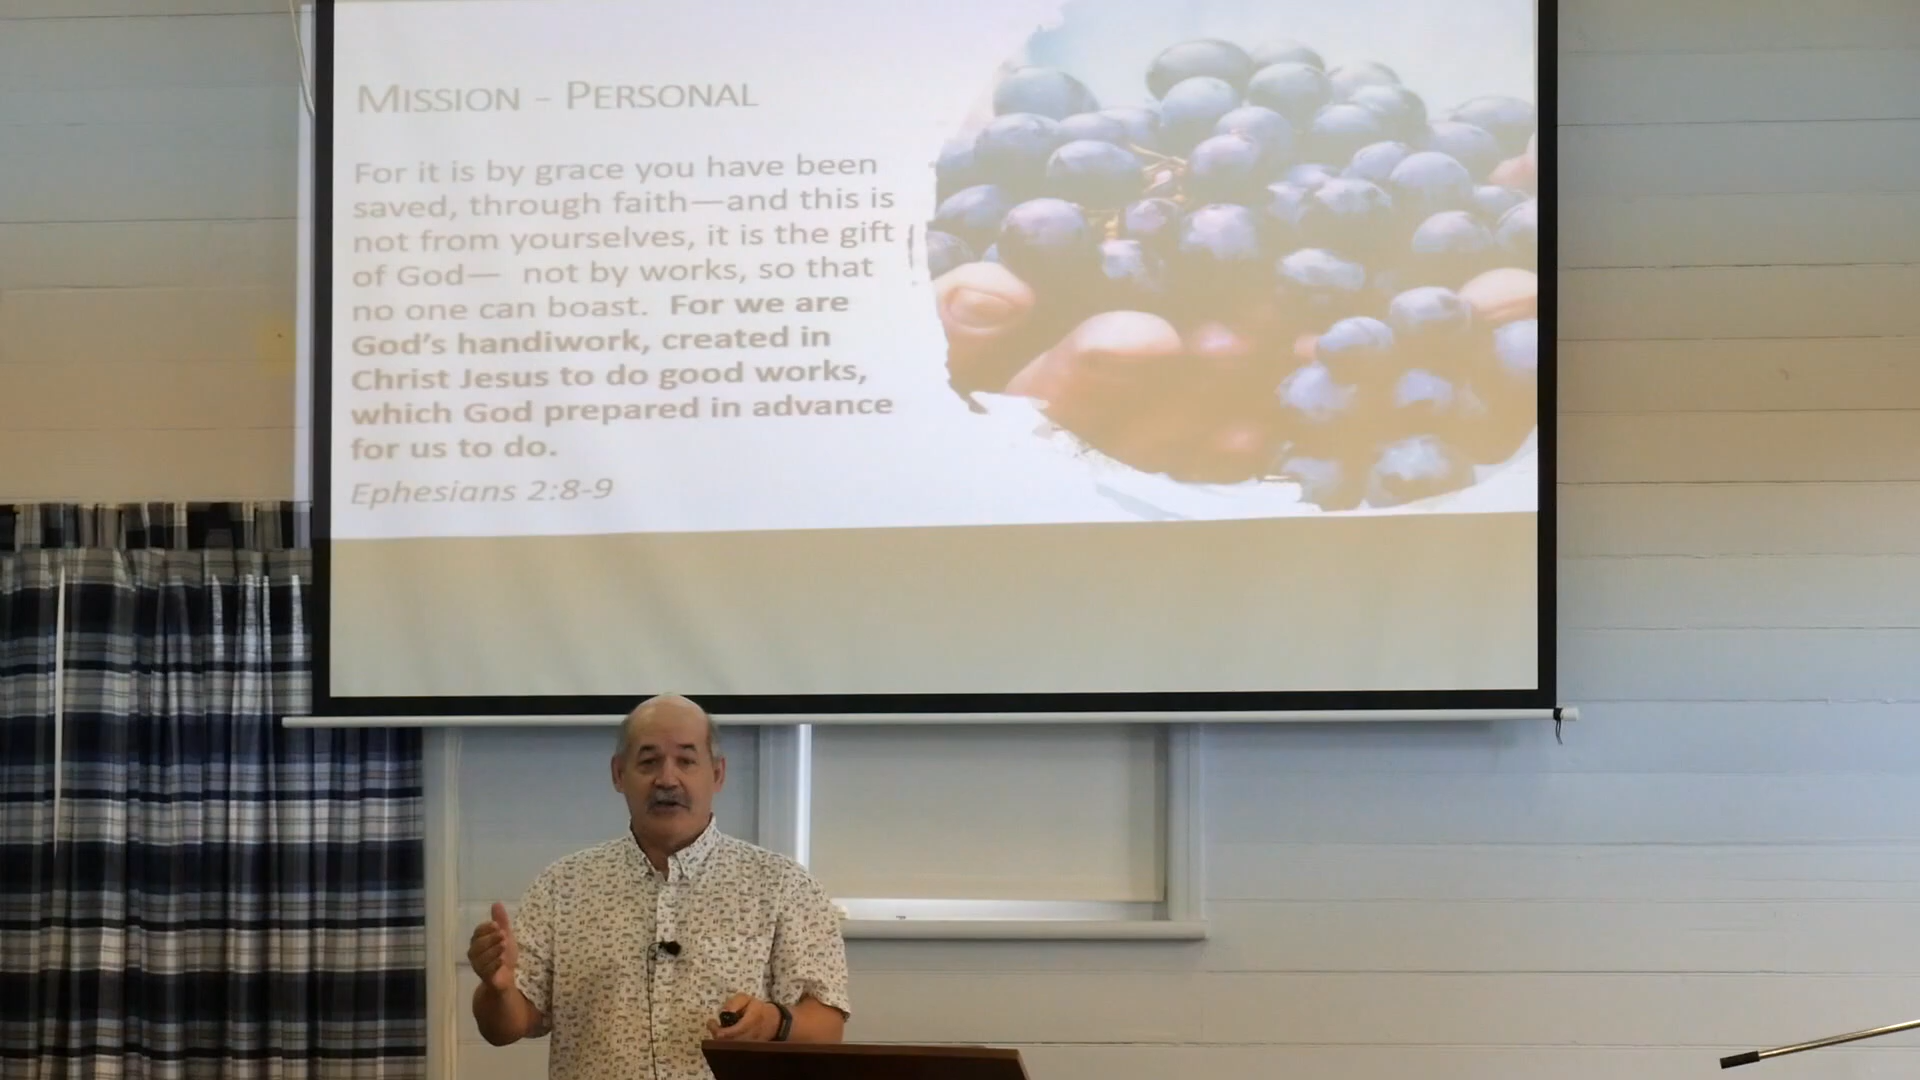 MISSION - PERSONAL
For it is by grace you have been
saved, through faith—and this is
not from yourselves, it is the gift
of God— not by works, so that
no one can boast. For we are
God's handiwork, created in
Christ Jesus to do good works,
which God prepared in advance
for us to do.
Ephesians 2:8-9